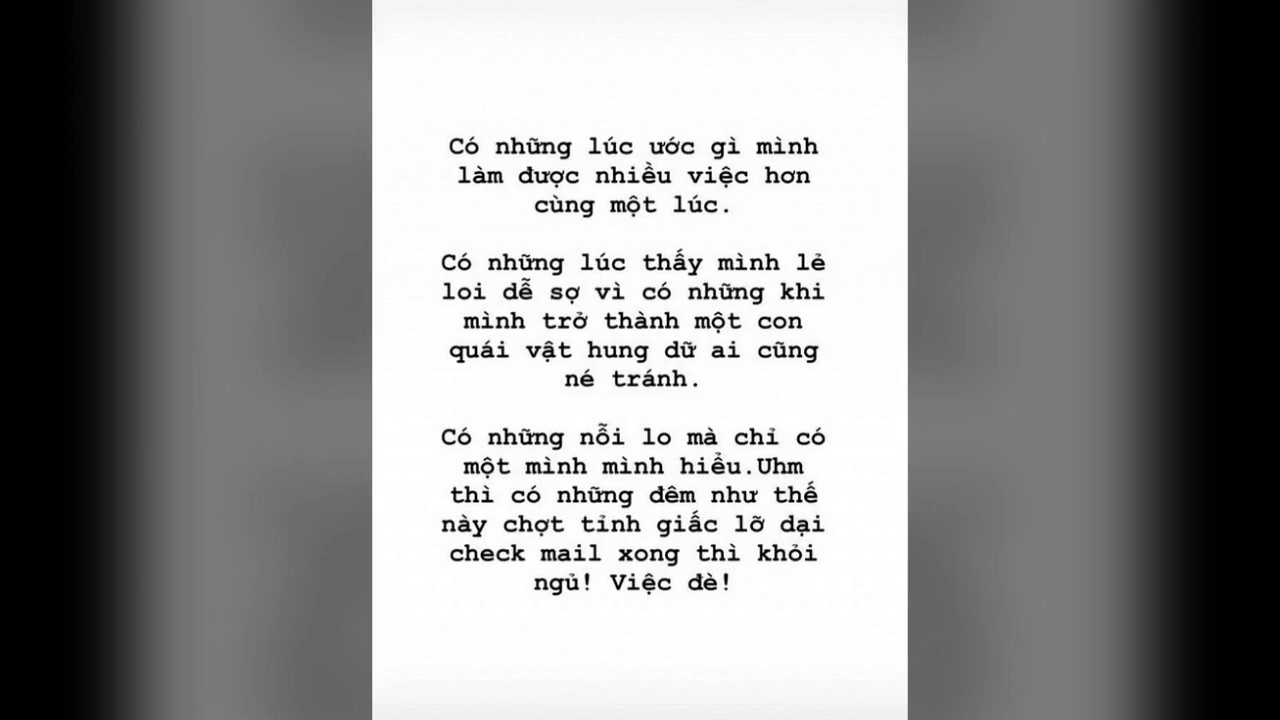 Có những lúc ước gì mình
làm được nhiều việc hơn
cùng một lúc.
Có những lúc thấy mình lẻ
loi dễ sợ vì có những khi
mình trở thành một con
quái vật hung dữ ai cũng
né tránh.
Có những nỗi lo mà chỉ có
một mình mình hiểu.Uhm
thì có những đêm như thế
này chợt tỉnh giấc lỡ dại
check mail xong thì khỏi
ngủ! Việc đè!